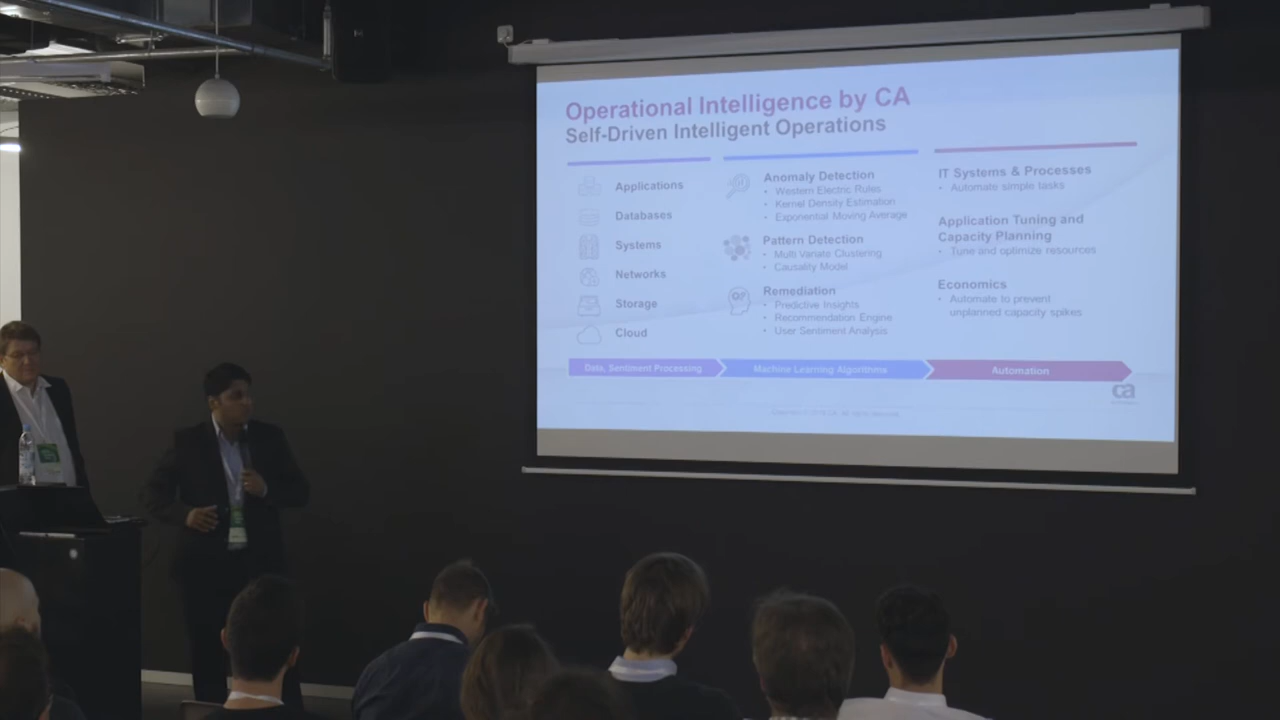 Operational Intelligence by CA
Self-Driven Intelligent Operations
Applications
Databases
Systems
Networks
Storage
Cloud
Anomaly Detection
• Western Electric Rules
• Kernel Density Estimation
• Exponential Moving Average
Pattern Detection
• Multi Variate Clustering
• Causality Model
Remediation
• Predictive Insights
• Recommendation Engine
• User Sentiment Analysis
IT Systems & Processes
• Automate simple tasks
Application Tuning and
Capacity Planning
• Tune and optimize resources
Economics
• Automate to prevent
unplanned capacity spikes
Data, Sentiment Processing
Machine Learning Algorithms
Automation
ca